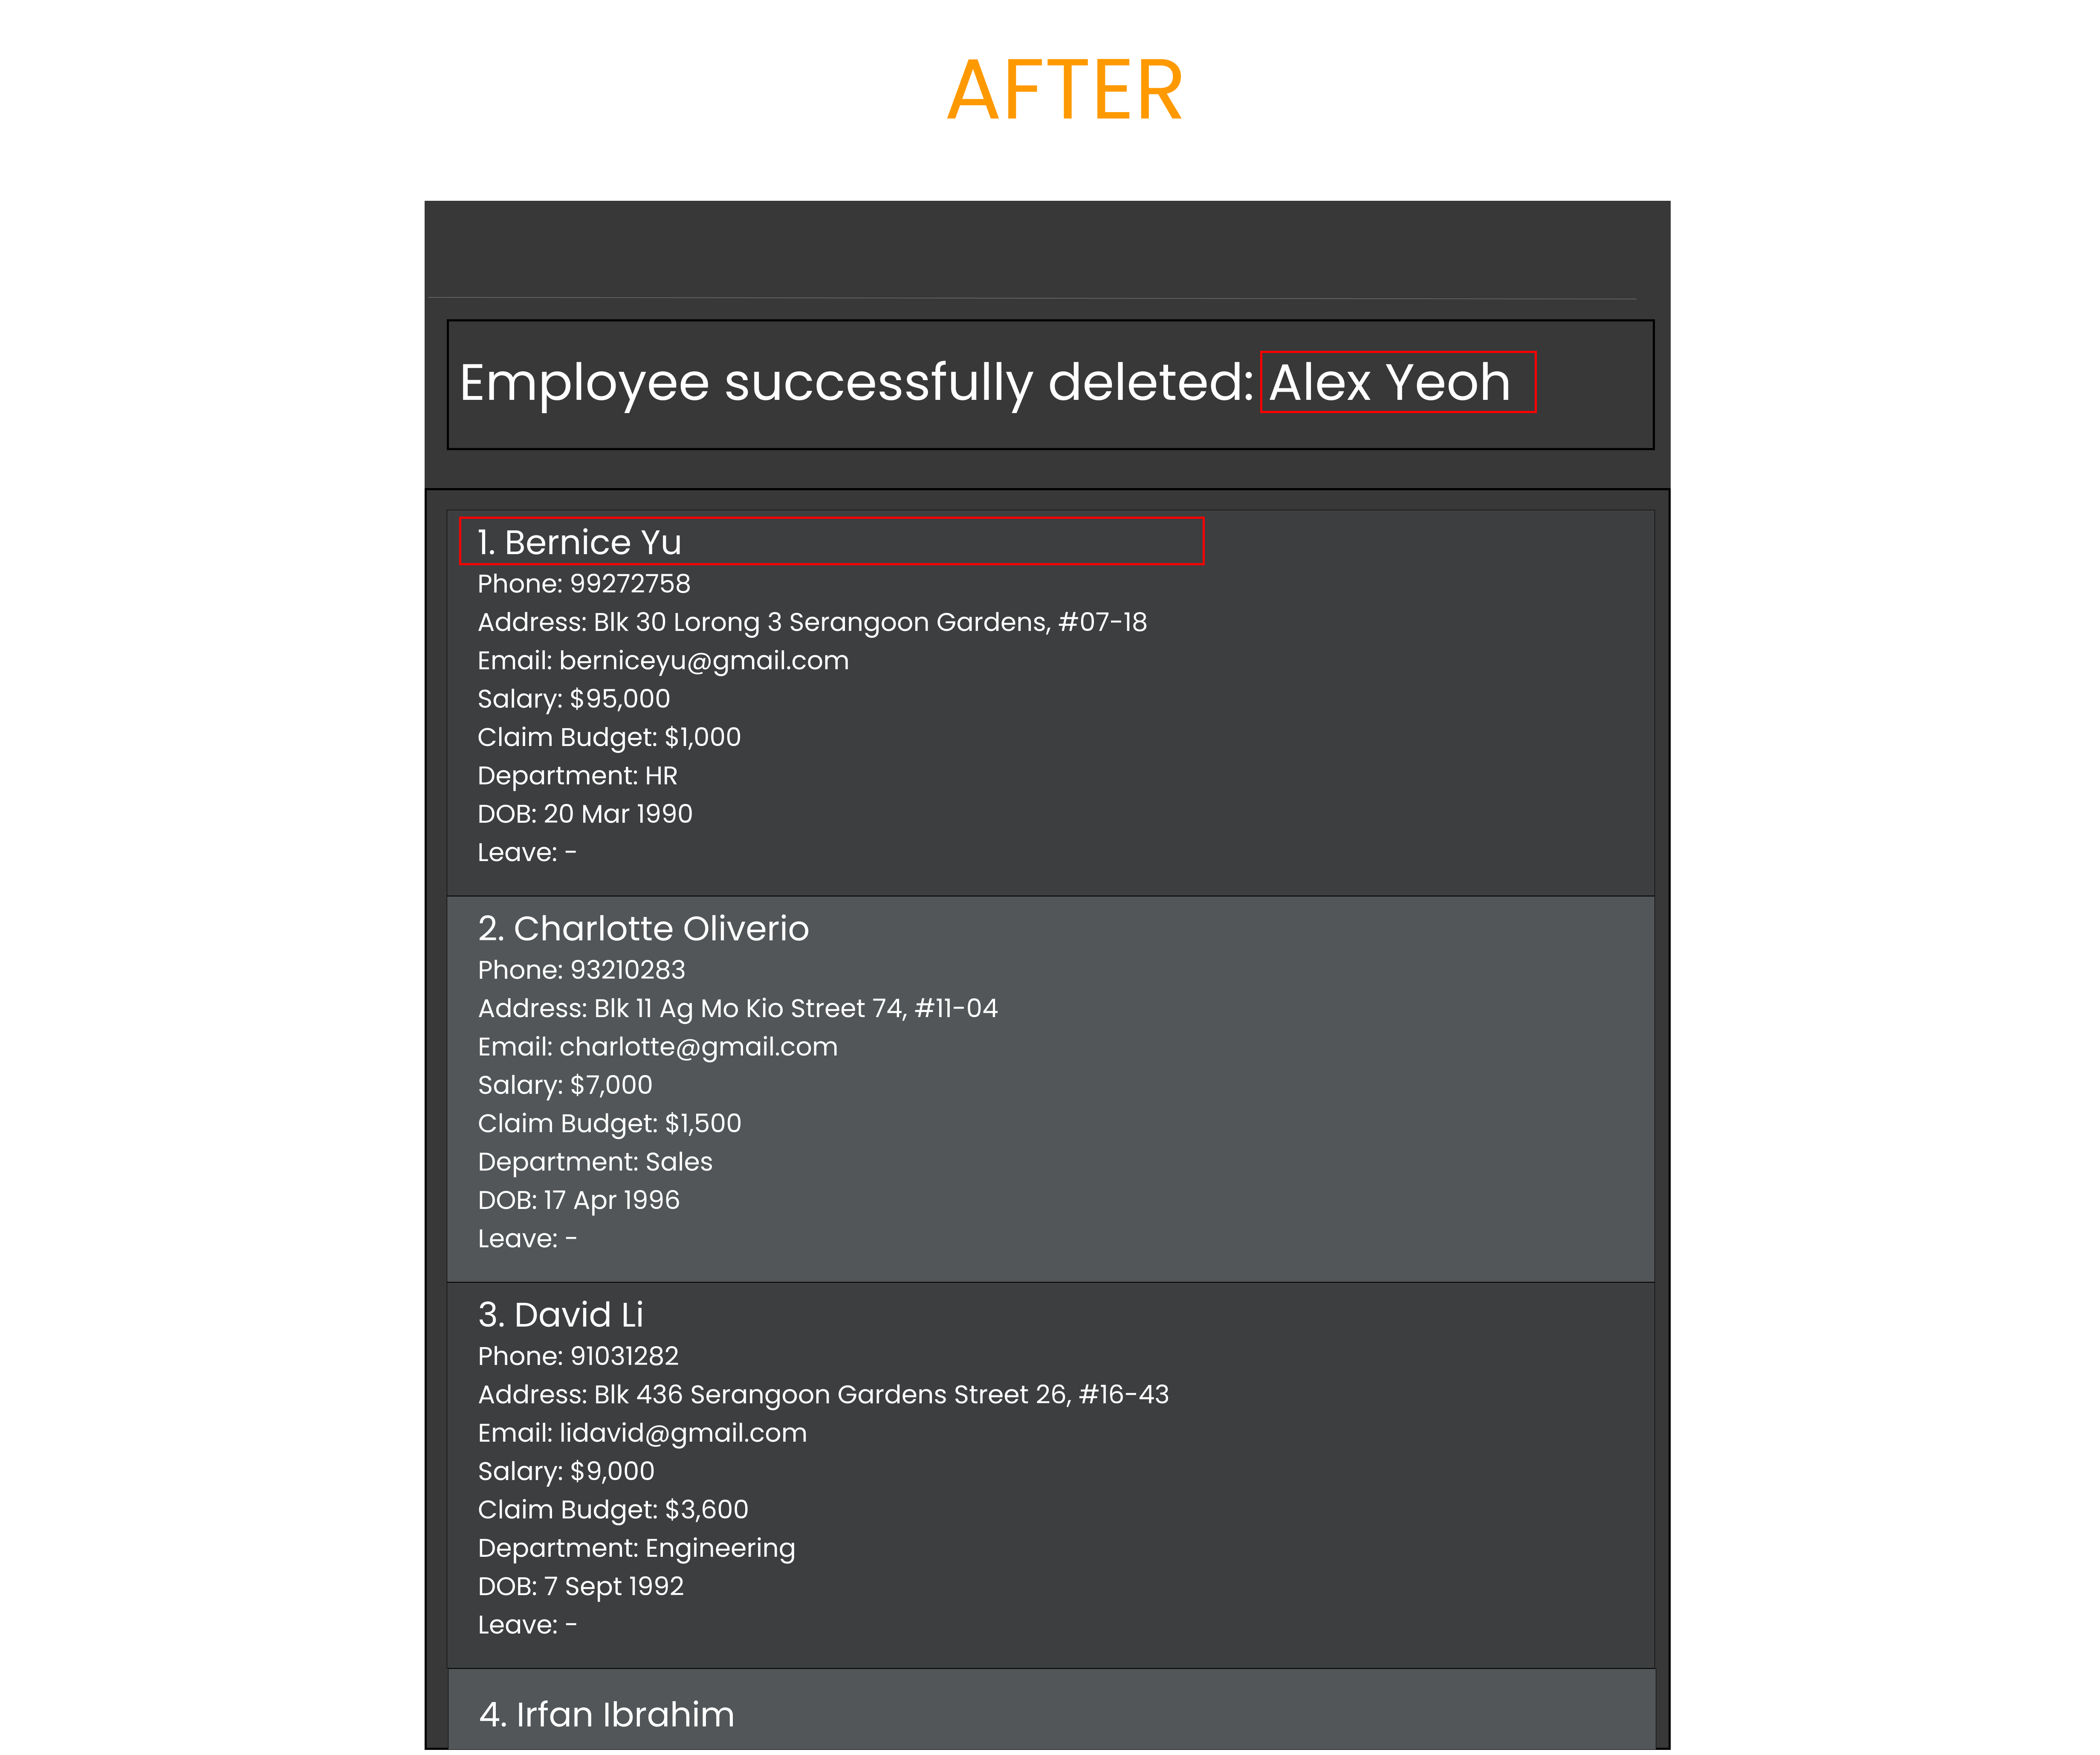 AFTER
Employee successfully deleted: Alex Yeoh
1. Bernice Yu
Phone: 99272758
Address: Blk 30 Lorong 3 Serangoon Gardens, #07-18
Email: berniceyu@gmail.com
Salary: $95,000
Claim Budget: $1,000
Department: HR
DOB: 20 Mar 1990
Leave: -
2. Charlotte Oliverio
Phone: 93210283
Address: Blk 11 Ag Mo Kio Street 74, #11-04
Email: charlotte@gmail.com
Salary: $7,000
Claim Budget: $1,500
Department: Sales
DOB: 17 Apr 1996
Leave: -
3. David Li
Phone: 91031282
Address: Blk 436 Serangoon Gardens Street 26, #16-43
Email: lidavid@gmail.com
Salary: $9,000
Claim Budget: $3,600
Department: Engineering
DOB: 7 Sept 1992
Leave: -
4. Irfan Ibrahim